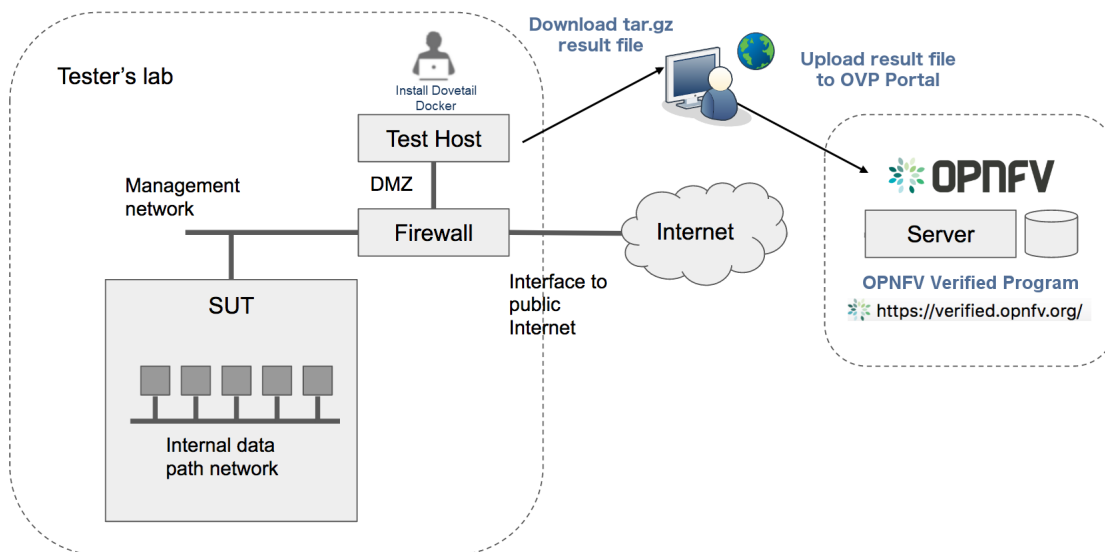 Download tar.gz
result file
Upload result file
to OVP Portal
Tester's lab
Install Dovetail
Docker
Test Host
DMZ
Management
network
Firewall
Internet
Interface to
public
Internet
SUT
Internal data
path network
OPNFV
Server
OPNFV Verified Program
https://verified.opnfv.org/